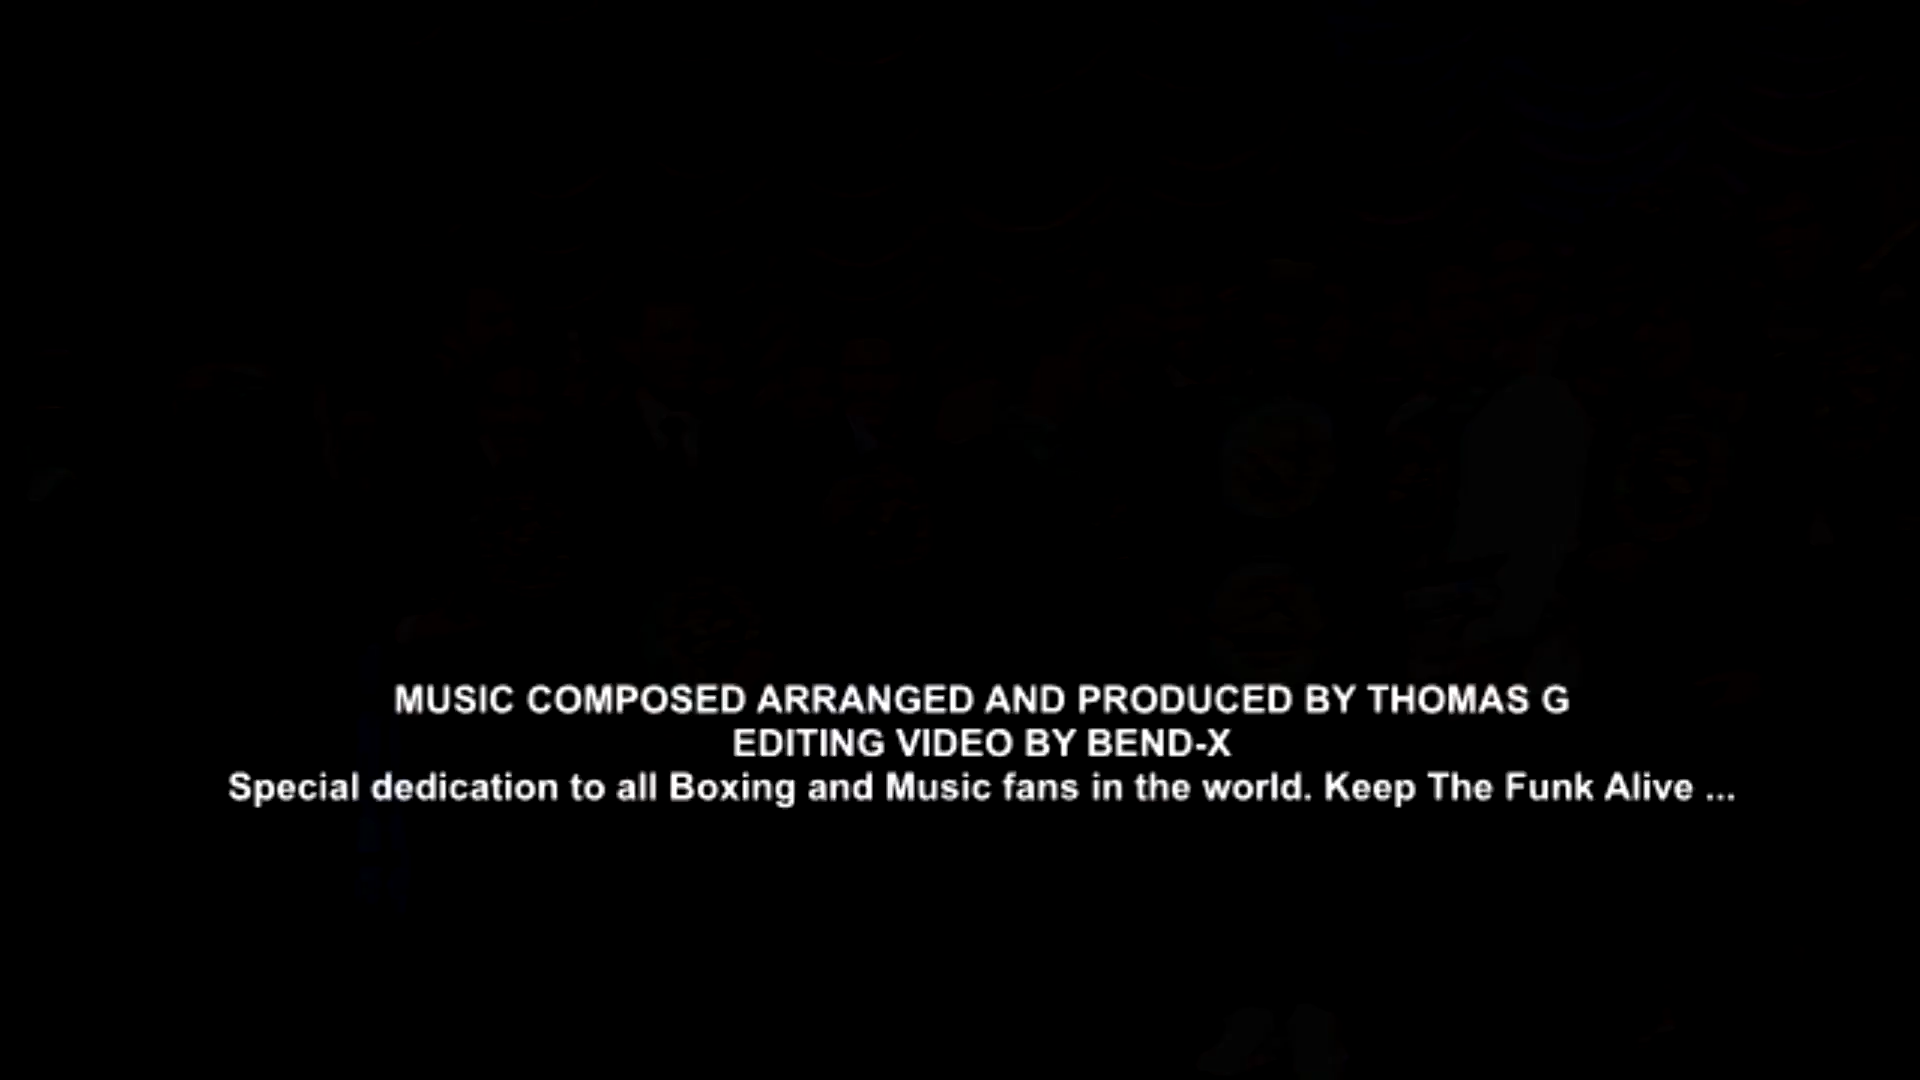 MUSIC COMPOSED ARRANGED AND PRODUCED BY THOMAS G
EDITING VIDEO BY BEND-X
Special dedication to all Boxing and Music fans in the world. Keep The Funk Alive ...